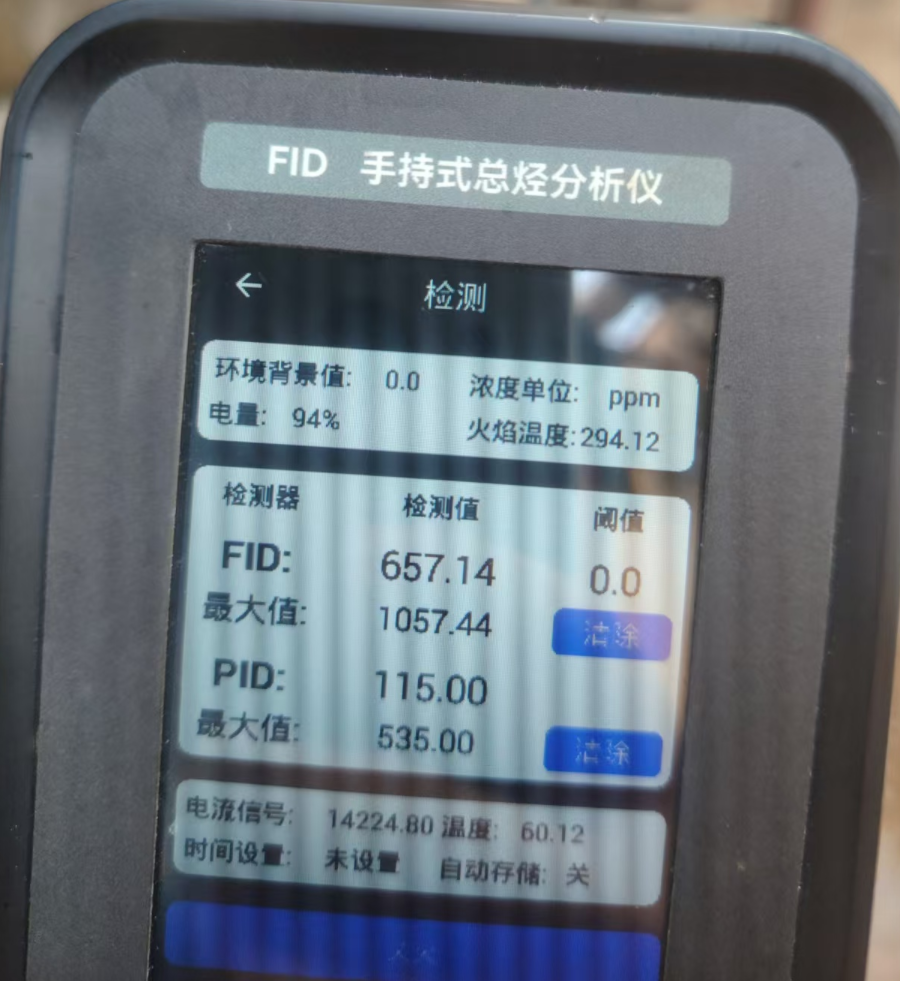 FID 手持式总烃分析仪
← 检测
环境背景值: 0.0 浓度单位: ppm
电量: 94% 火焰温度:294.12
检测器 检测值 阈值
FID: 657.14 0.0
最大值: 1057.44 清除
PID: 115.00
最大值: 535.00 清除
电流信号: 14224.80 温度: 60.12
时间设置: 未设置 自动存储: 关